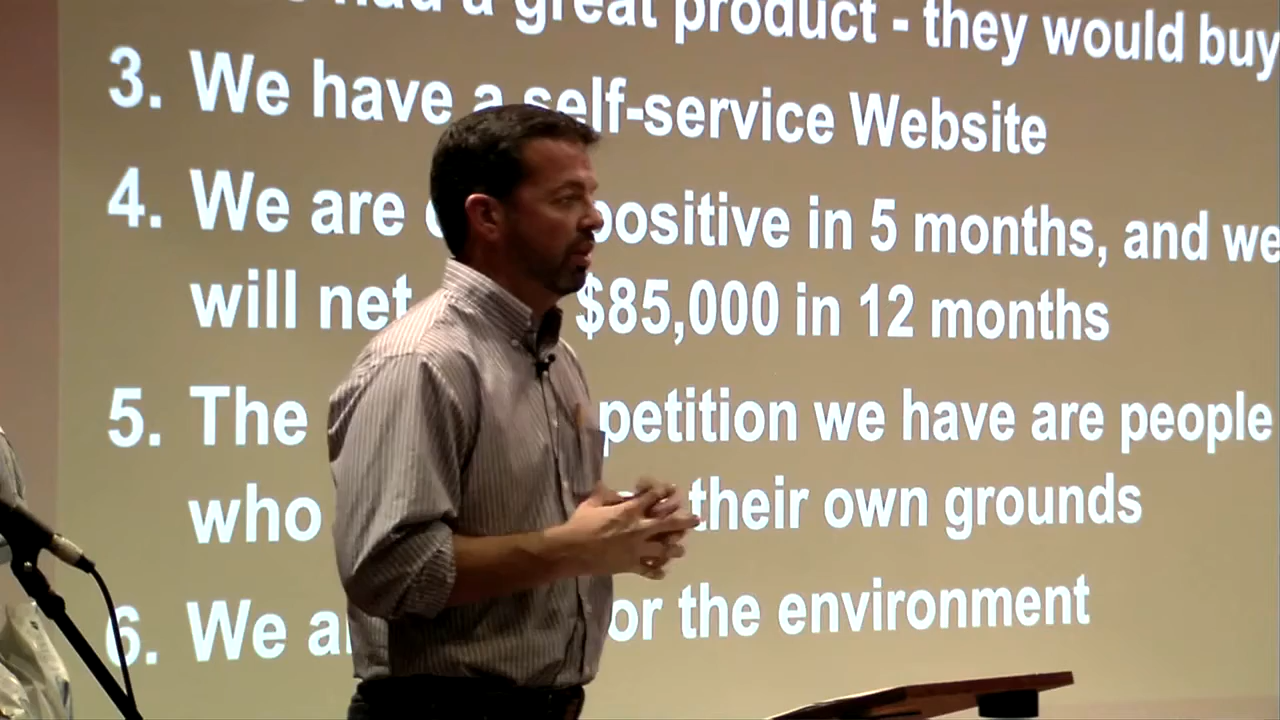 had a great product - they would buy
3. We have a self-service Website
4. We are positive in 5 months, and we
will net $85,000 in 12 months
5. The petition we have are people
who their own grounds
6. We for the environment